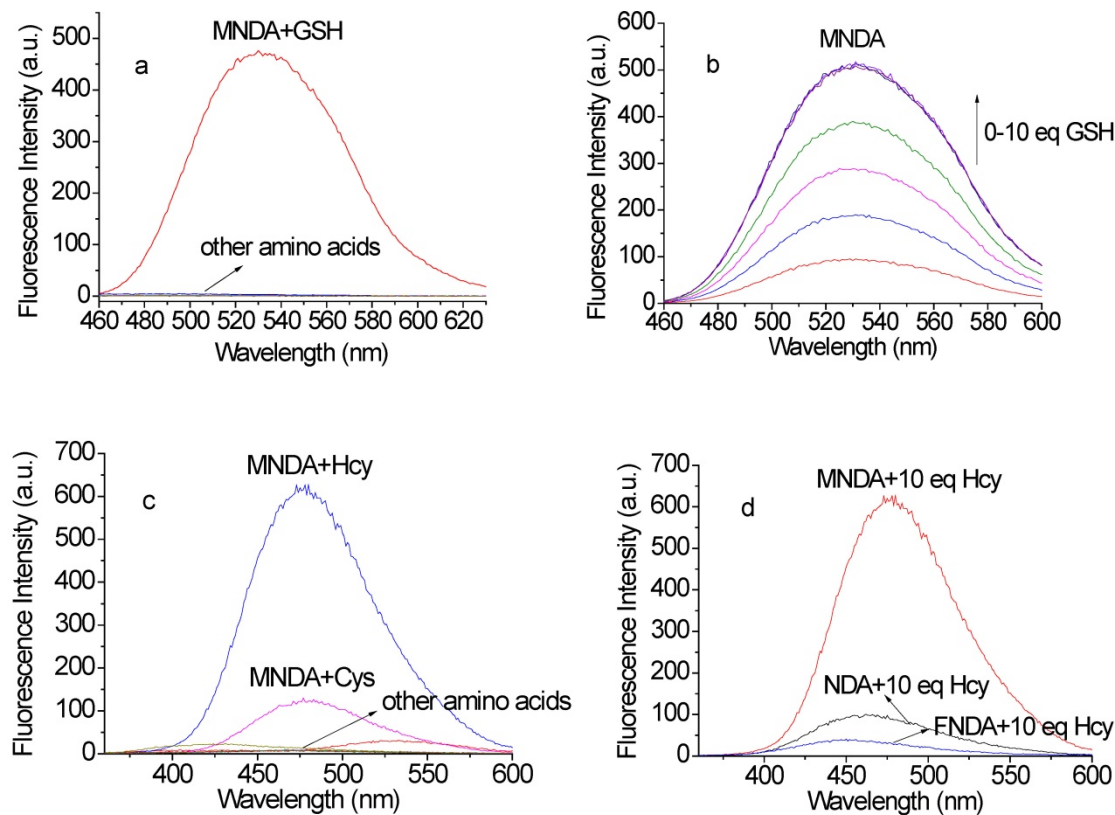 a
MNDA+GSH
other amino acids
Fluorescence Intensity (a.u.)
500
400
300
200
100
0
460 480 500 520 540 560 580 600 620
Wavelength (nm)
b
MNDA
0-10 eq GSH
Fluorescence Intensity (a.u.)
600
500
400
300
200
100
0
460 480 500 520 540 560 580 600
Wavelength (nm)
c
MNDA+Hcy
MNDA+Cys
other amino acids
Fluorescence Intensity (a.u.)
700
600
500
400
300
200
100
0
400 450 500 550 600
Wavelength (nm)
d
MNDA+10 eq Hcy
NDA+10 eq Hcy
FNDA+10 eq Hcy
Fluorescence Intensity (a.u.)
700
600
500
400
300
200
100
0
400 450 500 550 600
Wavelength (nm)